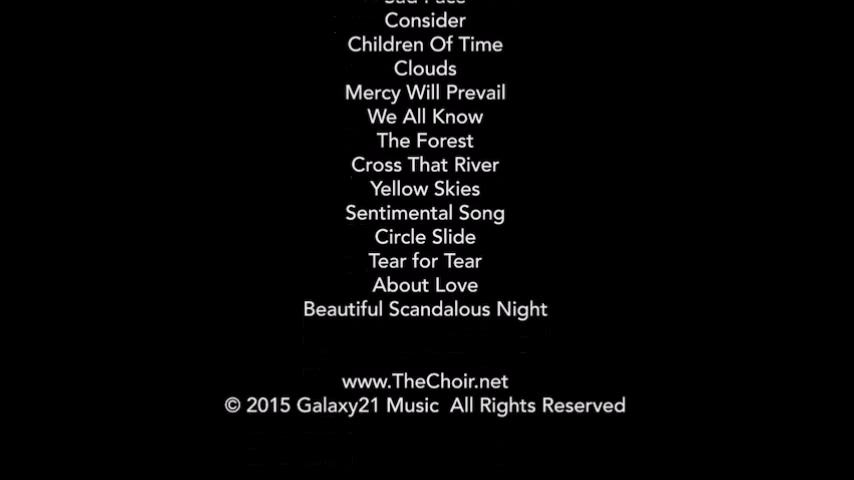 Sad Face
Consider
Children Of Time
Clouds
Mercy Will Prevail
We All Know
The Forest
Cross That River
Yellow Skies
Sentimental Song
Circle Slide
Tear for Tear
About Love
Beautiful Scandalous Night
www.TheChoir.net
© 2015 Galaxy21 Music All Rights Reserved